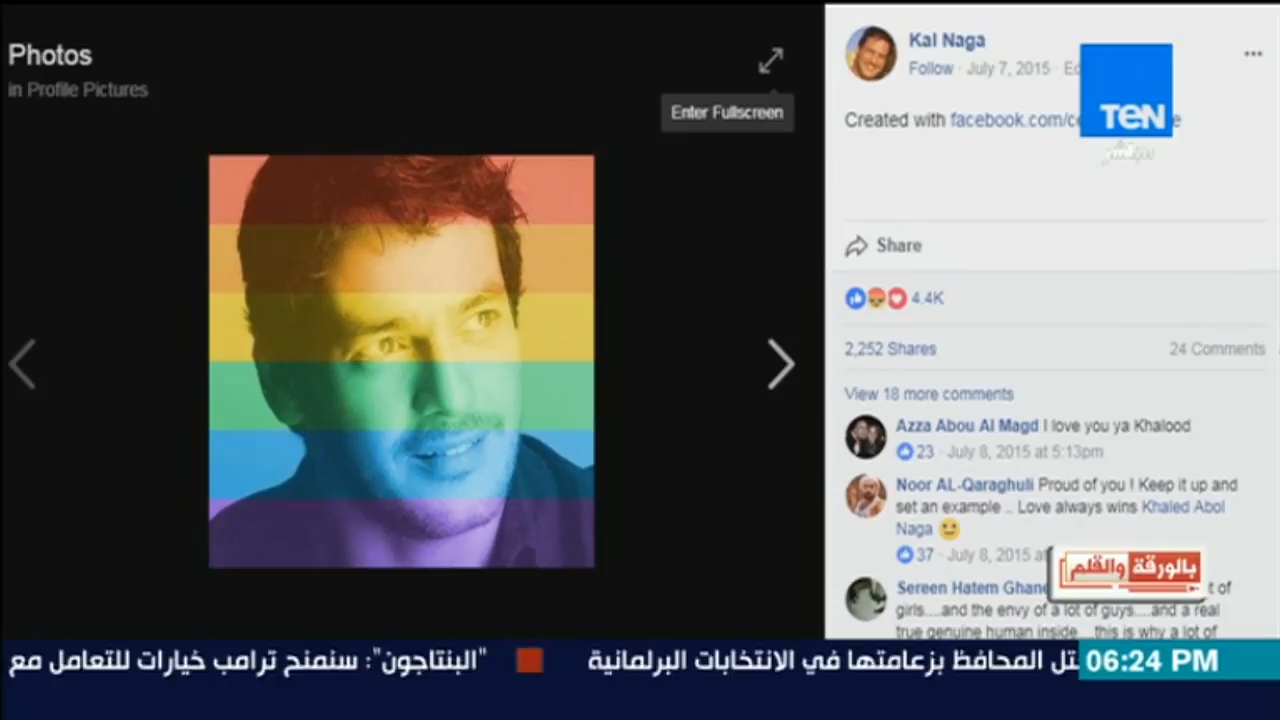 Photos
in Profile Pictures
Enter Fullscreen
Kal Naga
Follow · July 7, 2015 ·
Created with facebook.com/
TEN
مباشر
Share
4.4K
2,252 Shares
24 Comments
View 18 more comments
Azza Abou Al Magd I love you ya Khalood
23 · July 8, 2015 at 5:13pm
Noor AL-Qaraghuli Proud of you ! Keep it up and
set an example .. Love always wins Khaled Abol
Naga
37 · July 8, 2015
بالورقة والقلم
Sereen Hatem of
girls....and the envy of a lot of guys....and a real
true genuine human inside....this is why a lot of
المحافظ بزعامتها في الانتخابات البرلمانية
"البنتاجون": سنمنح ترامب خيارات للتعامل مع
06:24 PM